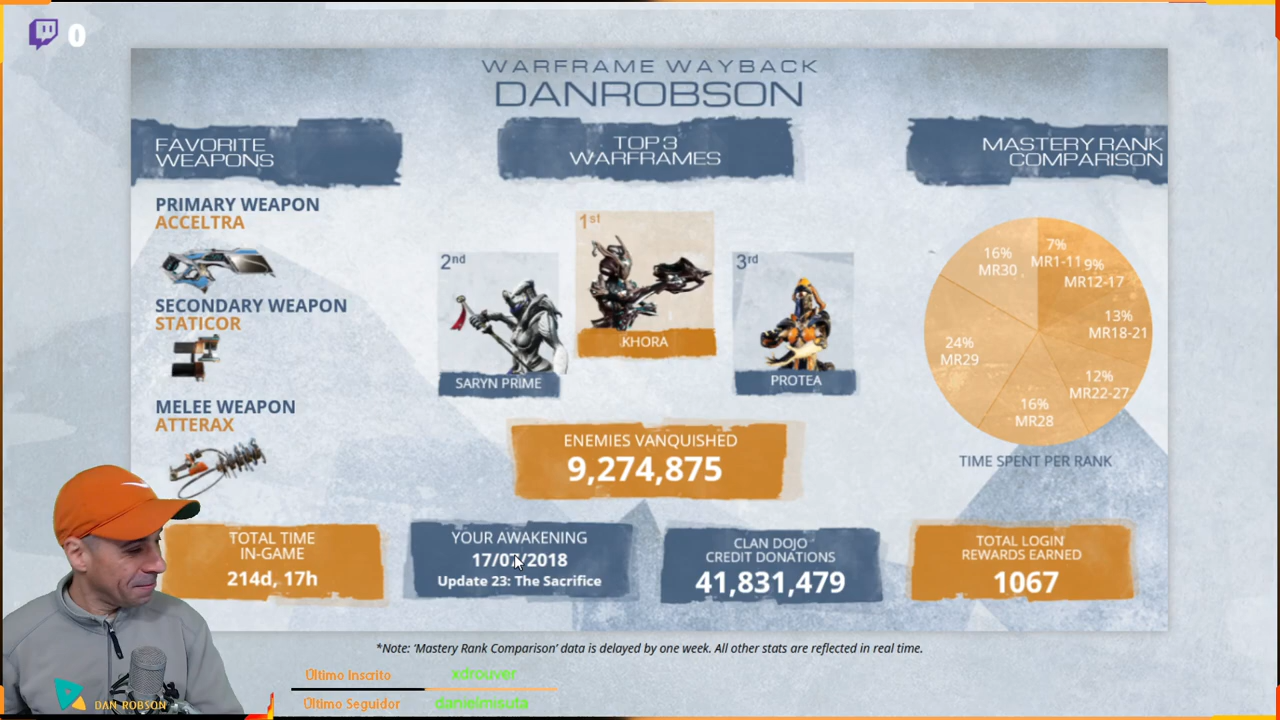 0
WARFRAME WAYBACK
DANROBSON
FAVORITE
WEAPONS
PRIMARY WEAPON
ACCELTRA
SECONDARY WEAPON
STATICOR
MELEE WEAPON
ATTERAX
TOP 3
WARFRAMES
1st
KHORA
2nd
SARYN PRIME
3rd
PROTEA
ENEMIES VANQUISHED
9,274,875
MASTERY RANK
COMPARISON
7%
MR1-11
9%
MR12-17
13%
MR18-21
12%
MR22-27
16%
MR28
24%
MR29
16%
MR30
TIME SPENT PER RANK
TOTAL TIME
IN-GAME
214d, 17h
YOUR AWAKENING
Update 23: The Sacrifice
CLAN DOJO
CREDIT DONATIONS
41,831,479
TOTAL LOGIN
REWARDS EARNED
1067
*Note: 'Mastery Rank Comparison' data is delayed by one week. All other stats are reflected in real time.
Último Inscrito xdrouver
Último Seguidor danielmisuta
DAN ROBSON